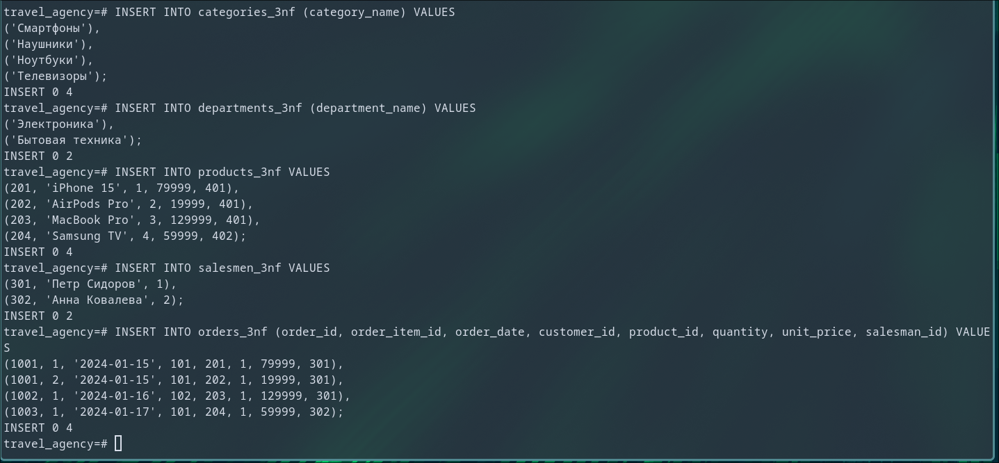 travel_agency=# INSERT INTO categories_3nf (category_name) VALUES
('Смартфоны'),
('Наушники'),
('Ноутбуки'),
('Телевизоры');
INSERT 0 4
travel_agency=# INSERT INTO departments_3nf (department_name) VALUES
('Электроника'),
('Бытовая техника');
INSERT 0 2
travel_agency=# INSERT INTO products_3nf VALUES
(201, 'iPhone 15', 1, 79999, 401),
(202, 'AirPods Pro', 2, 19999, 401),
(203, 'MacBook Pro', 3, 129999, 401),
(204, 'Samsung TV', 4, 59999, 402);
INSERT 0 4
travel_agency=# INSERT INTO salesmen_3nf VALUES
(301, 'Петр Сидоров', 1),
(302, 'Анна Ковалева', 2);
INSERT 0 2
travel_agency=# INSERT INTO orders_3nf (order_id, order_item_id, order_date, customer_id, product_id, quantity, unit_price, salesman_id) VALUE
S
(1001, 1, '2024-01-15', 101, 201, 1, 79999, 301),
(1001, 2, '2024-01-15', 101, 202, 1, 19999, 301),
(1002, 1, '2024-01-16', 102, 203, 1, 129999, 301),
(1003, 1, '2024-01-17', 101, 204, 1, 59999, 302);
INSERT 0 4
travel_agency=#